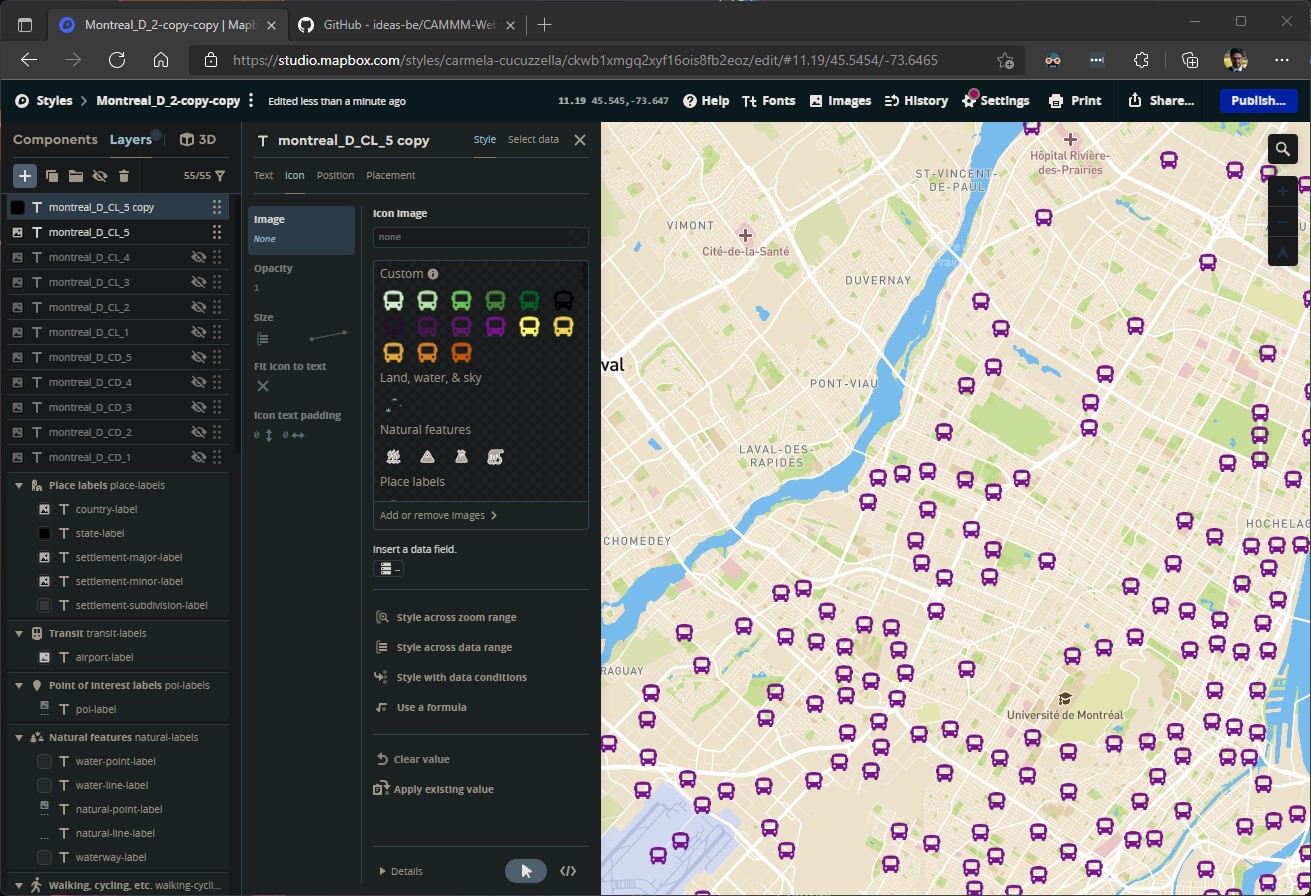 Montreal_D_2-copy-copy | Mapb
GitHub - ideas-be/CAMMM-We
https://studio.mapbox.com/styles/carmela-cucuzzella/ckwb1xmgq2xyf16ois8fb2eoz/edit/#11.19/45.5454/-73.6465
Styles > Montreal_D_2-copy-copy
Edited less than a minute ago
11.19 45.545,-73.647
Help
Tt Fonts
Images
History
Settings
Print
Share...
Publish...
Components
Layers
3D
55/55
T montreal_D_CL_5 copy
T montreal_D_CL_5
T montreal_D_CL_4
T montreal_D_CL_3
T montreal_D_CL_2
T montreal_D_CL_1
T montreal_D_CD_5
T montreal_D_CD_4
T montreal_D_CD_3
T montreal_D_CD_2
T montreal_D_CD_1
Place labels place-labels
T country-label
T state-label
T settlement-major-label
T settlement-minor-label
T settlement-subdivision-label
Transit transit-labels
T airport-label
Point of interest labels poi-labels
T poi-label
Natural features natural-labels
T water-point-label
T water-line-label
T natural-point-label
T natural-line-label
T waterway-label
Walking, cycling, etc. walking-cycli...
T montreal_D_CL_5 copy
Style
Select data
Text
Icon
Position
Placement
Image
None
Opacity
1
Size
Fit icon to text
Icon text padding
0
0
Icon Image
none
Custom
Land, water, & sky
Natural features
Place labels
Add or remove images
Insert a data field.
Style across zoom range
Style across data range
Style with data conditions
Use a formula
Clear value
Apply existing value
Details
</>
Hôpital Rivière-
des-Prairies
ST-VINCENT-
DE-PAUL
VIMONT
Cité-de-la-Santé
DUVERNAY
val
PONT-VIAU
LAVAL-DES-
RAPIDES
CHOMEDEY
HOCHELAG
RAGUAY
Université de Montréal